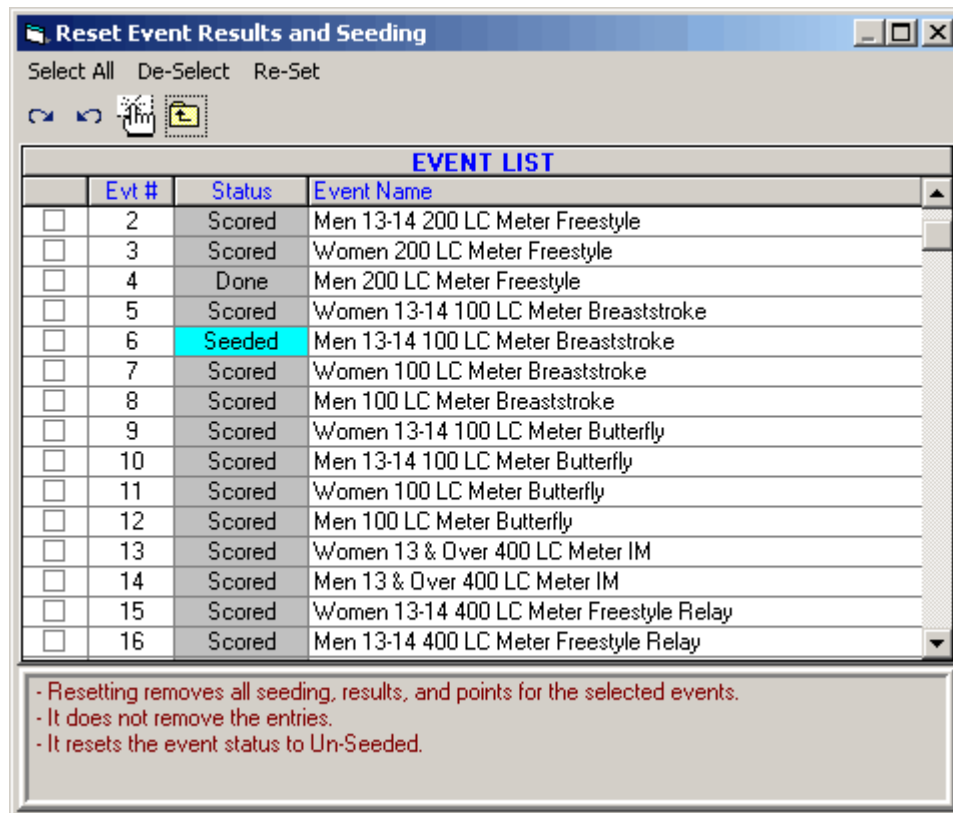 Reset Event Results and Seeding
Select All De-Select Re-Set
EVENT LIST
Evt # Status Event Name
2 Scored Men 13-14 200 LC Meter Freestyle
3 Scored Women 200 LC Meter Freestyle
4 Done Men 200 LC Meter Freestyle
5 Scored Women 13-14 100 LC Meter Breaststroke
6 Seeded Men 13-14 100 LC Meter Breaststroke
7 Scored Women 100 LC Meter Breaststroke
8 Scored Men 100 LC Meter Breaststroke
9 Scored Women 13-14 100 LC Meter Butterfly
10 Scored Men 13-14 100 LC Meter Butterfly
11 Scored Women 100 LC Meter Butterfly
12 Scored Men 100 LC Meter Butterfly
13 Scored Women 13 & Over 400 LC Meter IM
14 Scored Men 13 & Over 400 LC Meter IM
15 Scored Women 13-14 400 LC Meter Freestyle Relay
16 Scored Men 13-14 400 LC Meter Freestyle Relay
- Resetting removes all seeding, results, and points for the selected events.
- It does not remove the entries.
- It resets the event status to Un-Seeded.